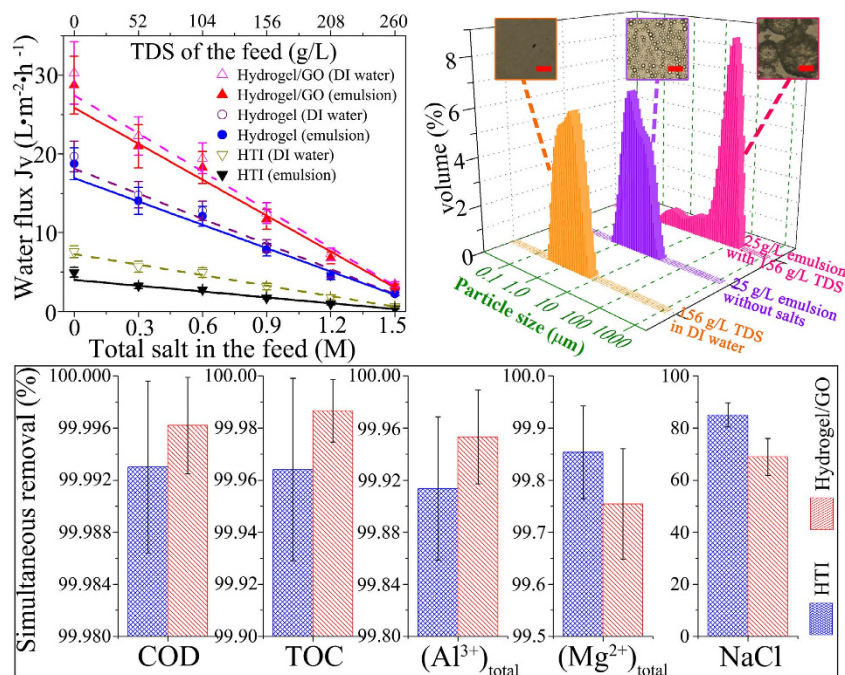 0 52 104 156 208 260
TDS of the feed (g/L)
Hydrogel/GO (DI water)
Hydrogel/GO (emulsion)
Hydrogel (DI water)
Hydrogel (emulsion)
HTI (DI water)
HTI (emulsion)
Water flux Jᵥ (L•m⁻²•h⁻¹)
30
20
10
0
0 0.3 0.6 0.9 1.2 1.5
Total salt in the feed (M)
volume (%)
8
6
4
2
0
0.1 1.0 10 100 1000
Particle size (μm)
25g/L emulsion
with 156 g/L TDS
25 g/L emulsion
without salts
156 g/L TDS
in DI water
Simultaneous removal (%)
100.000
99.996
99.992
99.988
99.984
99.980
COD
100.00
99.98
99.96
99.94
99.92
99.90
TOC
100.00
99.96
99.92
99.88
99.84
99.80
(Al³⁺)total
100.0
99.9
99.8
99.7
99.6
99.5
(Mg²⁺)total
100
80
60
40
20
0
NaCl
HTI
Hydrogel/GO